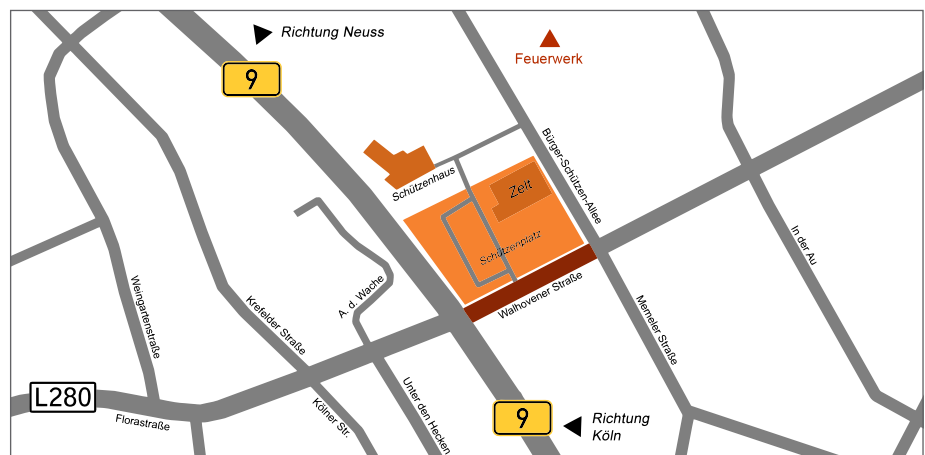 Richtung Neuss
Feuerwerk
9
Bürger-Schützen-Allee
Schützenhaus
Zelt
Schützenplatz
In der Au
A. d. Wache
Walhovener Straße
Weingartenstraße
Krefelder Straße
Memeler Straße
L280
Florastraße
Kölner Str.
Unter den Hecken
9
Richtung
Köln